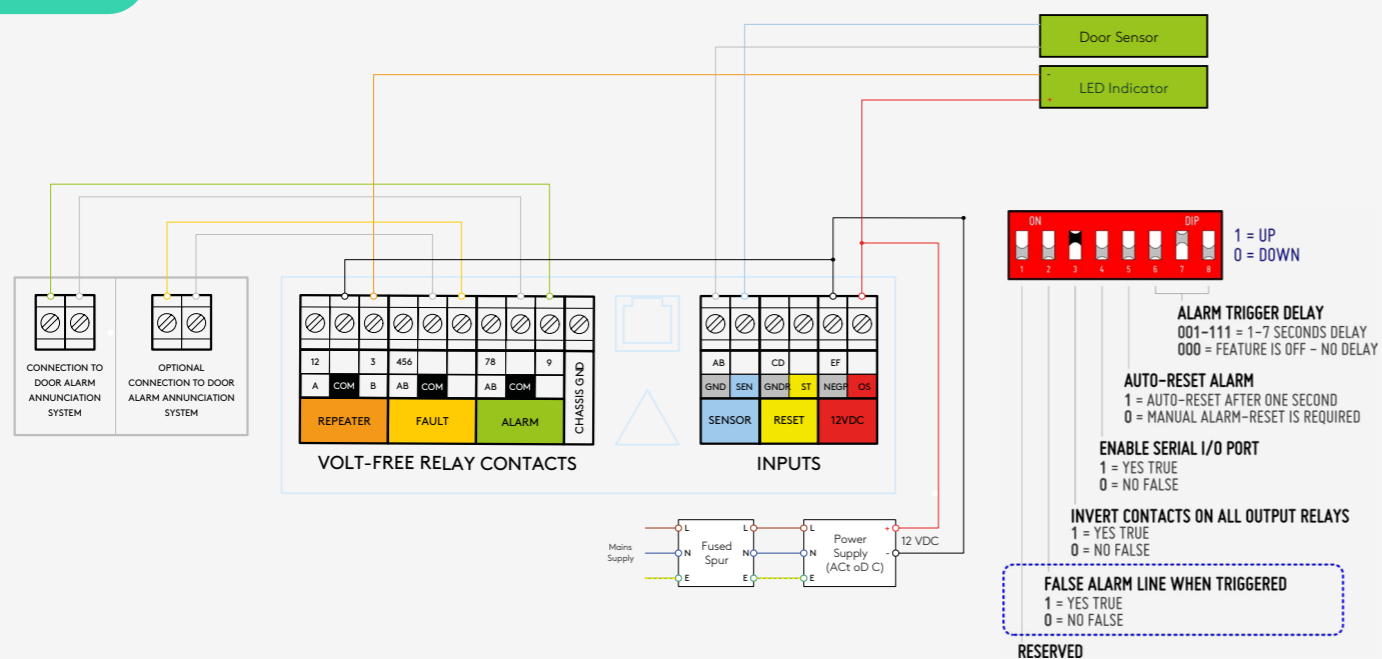 Door Sensor
-
LED Indicator
+
ON
DIP
1 2 3 4 5 6 7 8
1 = UP
0 = DOWN
ALARM TRIGGER DELAY
001-111 = 1-7 SECONDS DELAY
000 = FEATURE IS OFF - NO DELAY
AUTO-RESET ALARM
1 = AUTO-RESET AFTER ONE SECOND
0 = MANUAL ALARM-RESET IS REQUIRED
ENABLE SERIAL I/O PORT
1 = YES TRUE
0 = NO FALSE
INVERT CONTACTS ON ALL OUTPUT RELAYS
1 = YES TRUE
0 = NO FALSE
FALSE ALARM LINE WHEN TRIGGERED
1 = YES TRUE
0 = NO FALSE
RESERVED
CONNECTION TO
DOOR ALARM
ANNUNCIATION
SYSTEM
OPTIONAL
CONNECTION TO DOOR
ALARM ANNUNCIATION
SYSTEM
12 3 456 78 9
A COM B AB COM AB COM
REPEATER FAULT ALARM
CHASSIS GND
VOLT-FREE RELAY CONTACTS
AB CD EF
GND SEN GNDR ST NEGP OS
SENSOR RESET 12VDC
INPUTS
Mains
Supply
L L
N N
E E
Fused
Spur
L +
N -
E
Power
Supply
(ACt oD C)
12 VDC